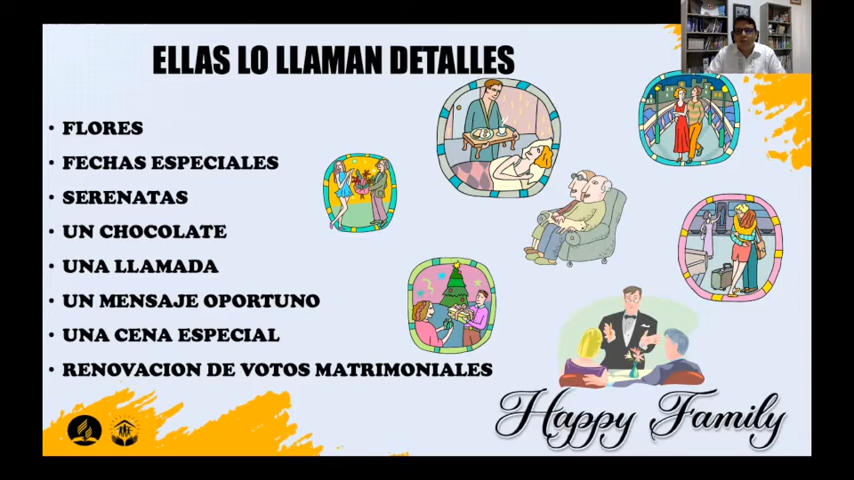 ELLAS LO LLAMAN DETALLES
• FLORES
• FECHAS ESPECIALES
• SERENATAS
• UN CHOCOLATE
• UNA LLAMADA
• UN MENSAJE OPORTUNO
• UNA CENA ESPECIAL
• RENOVACION DE VOTOS MATRIMONIALES
Happy Family